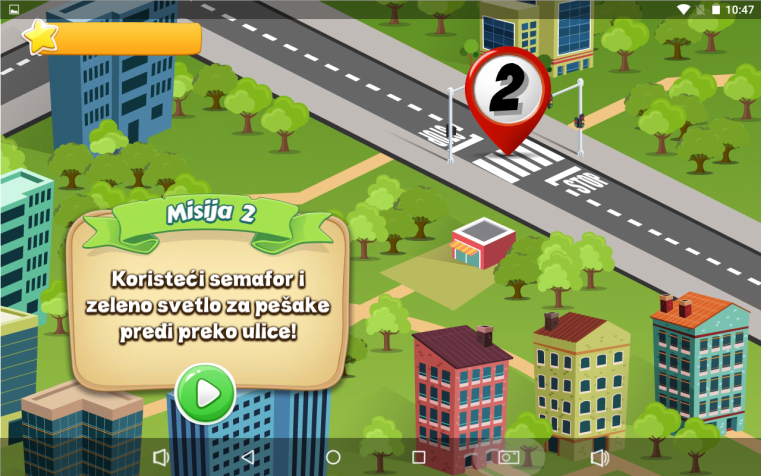 10:47
2
STOP
STOP
Misija 2
Koristeći semafor i
zeleno svetlo za pešake
pređi preko ulice!